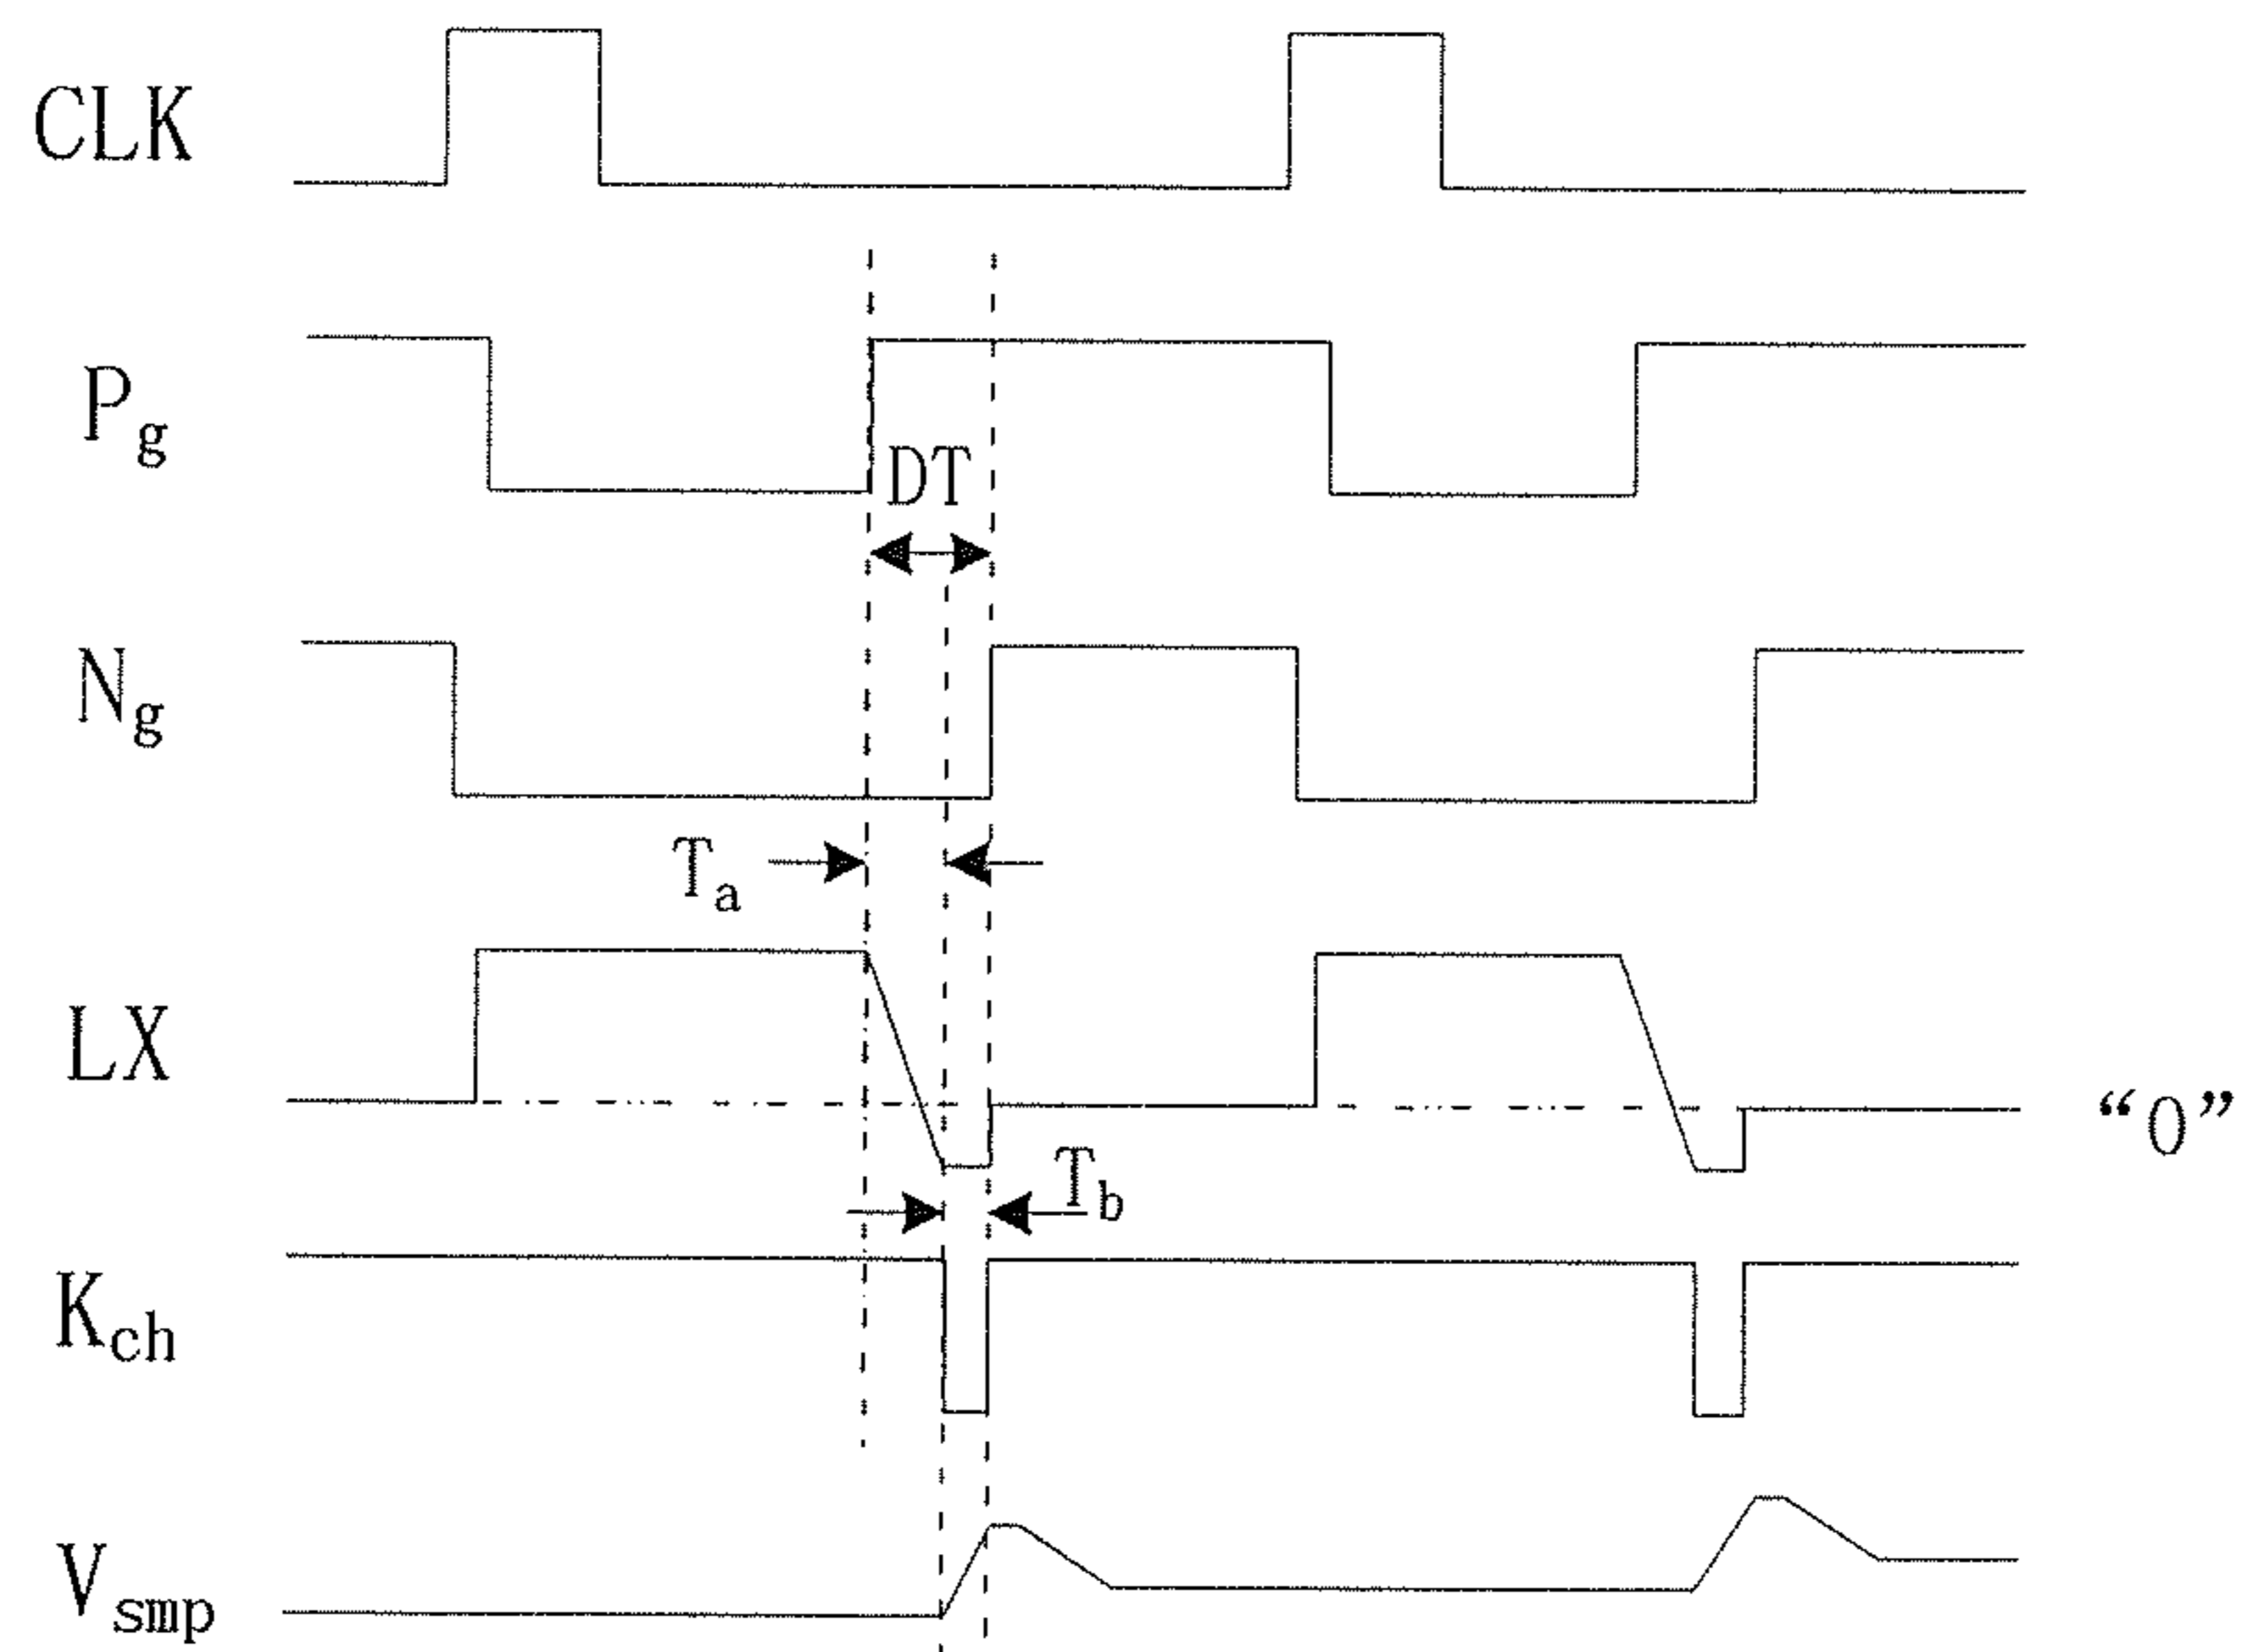 CLK
Pg
DT
Ng
Ta
LX
“0”
Tb
Kch
Vsmp